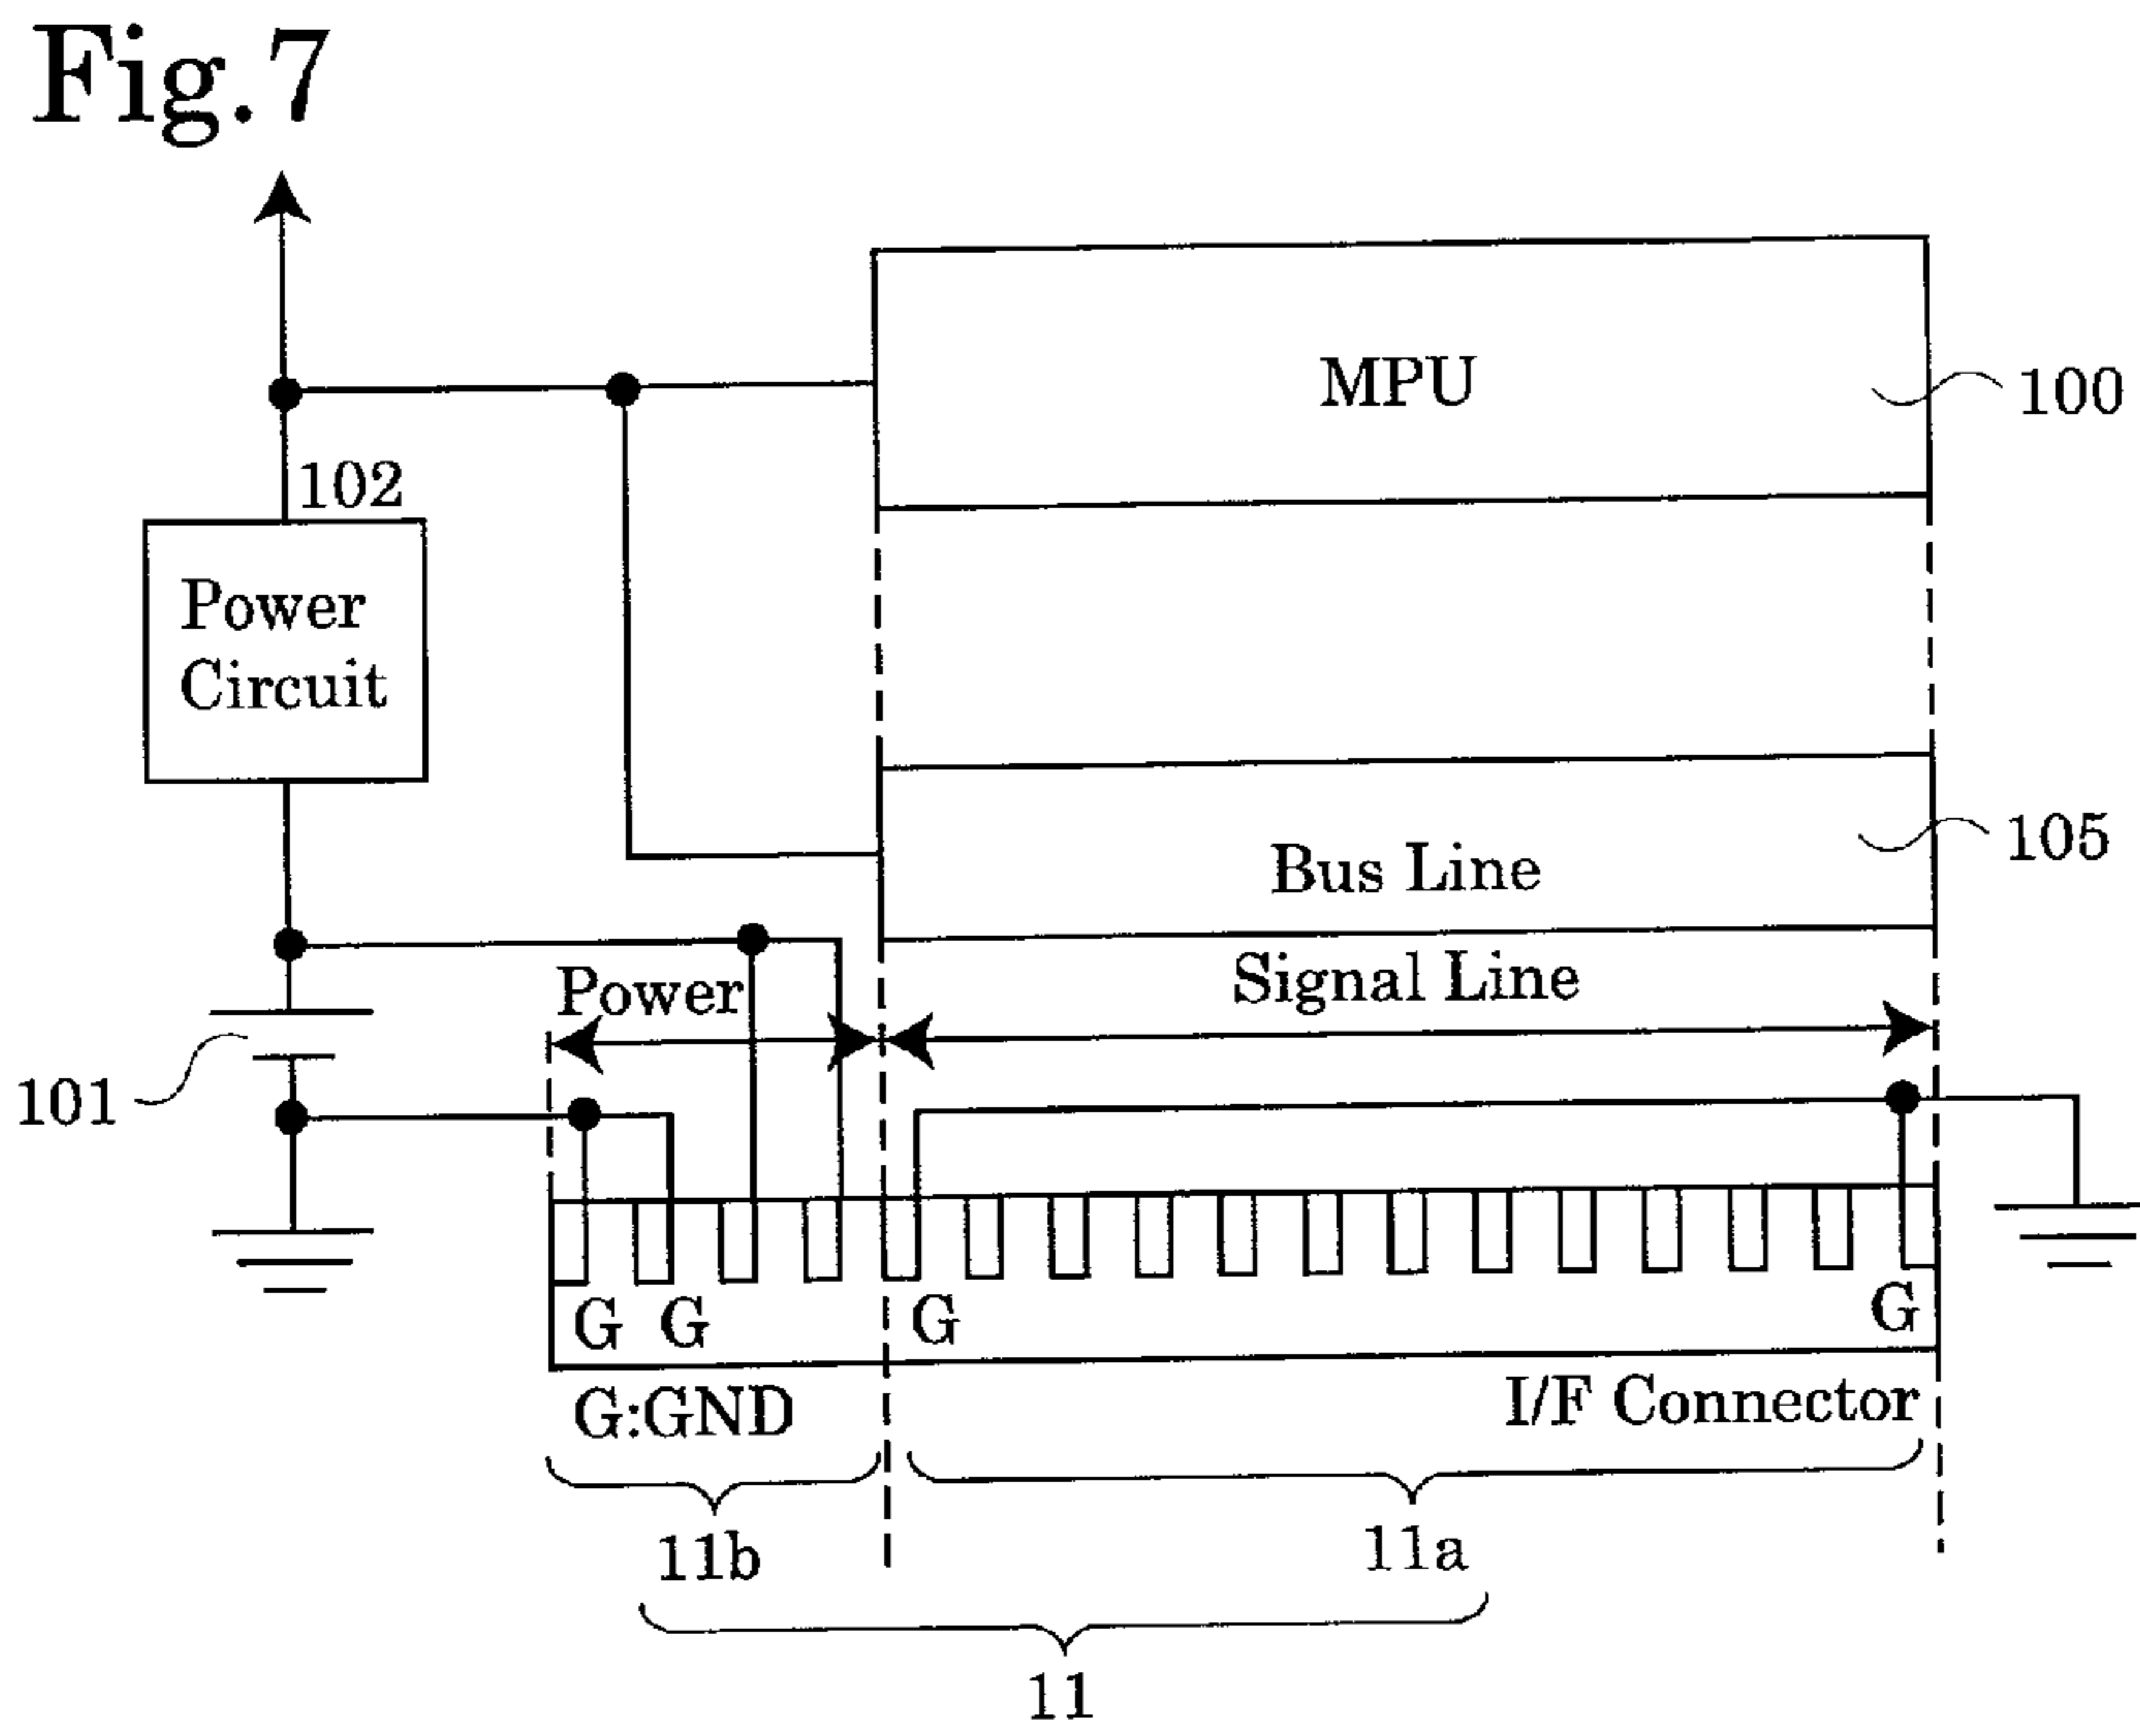 Fig.7
MPU
100
102
Power
Circuit
105
Bus Line
Signal Line
Power
101
G G G G
G:GND
I/F Connector
11b
11a
11